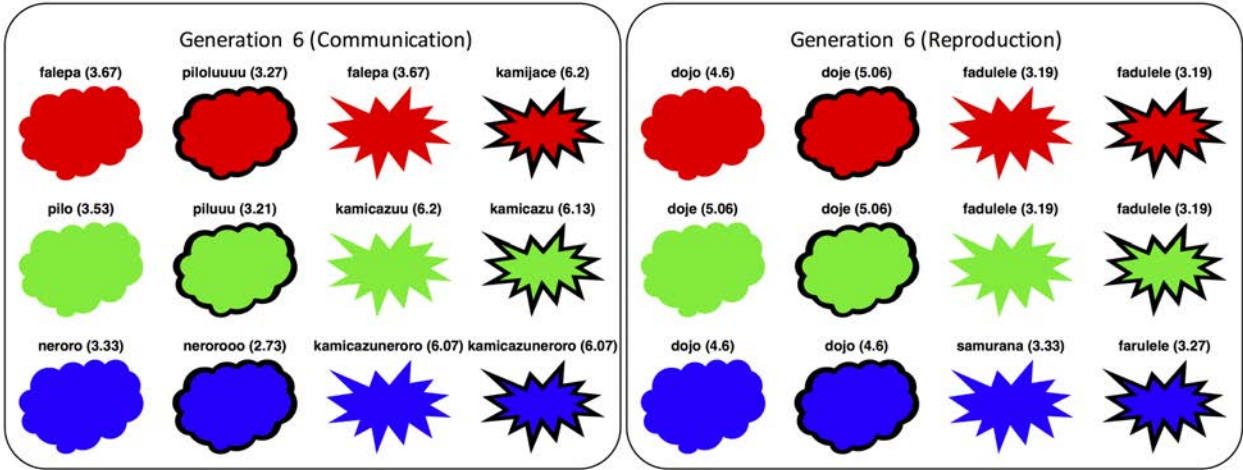 Generation 6 (Communication)
falepa (3.67) piloluuuu (3.27) falepa (3.67) kamijace (6.2)
pilo (3.53) piluuu (3.21) kamicazuu (6.2) kamicazu (6.13)
neroro (3.33) nerorooo (2.73) kamicazuneroro (6.07) kamicazuneroro (6.07)
Generation 6 (Reproduction)
dojo (4.6) doje (5.06) fadulele (3.19) fadulele (3.19)
doje (5.06) doje (5.06) fadulele (3.19) fadulele (3.19)
dojo (4.6) dojo (4.6) samurana (3.33) farulele (3.27)